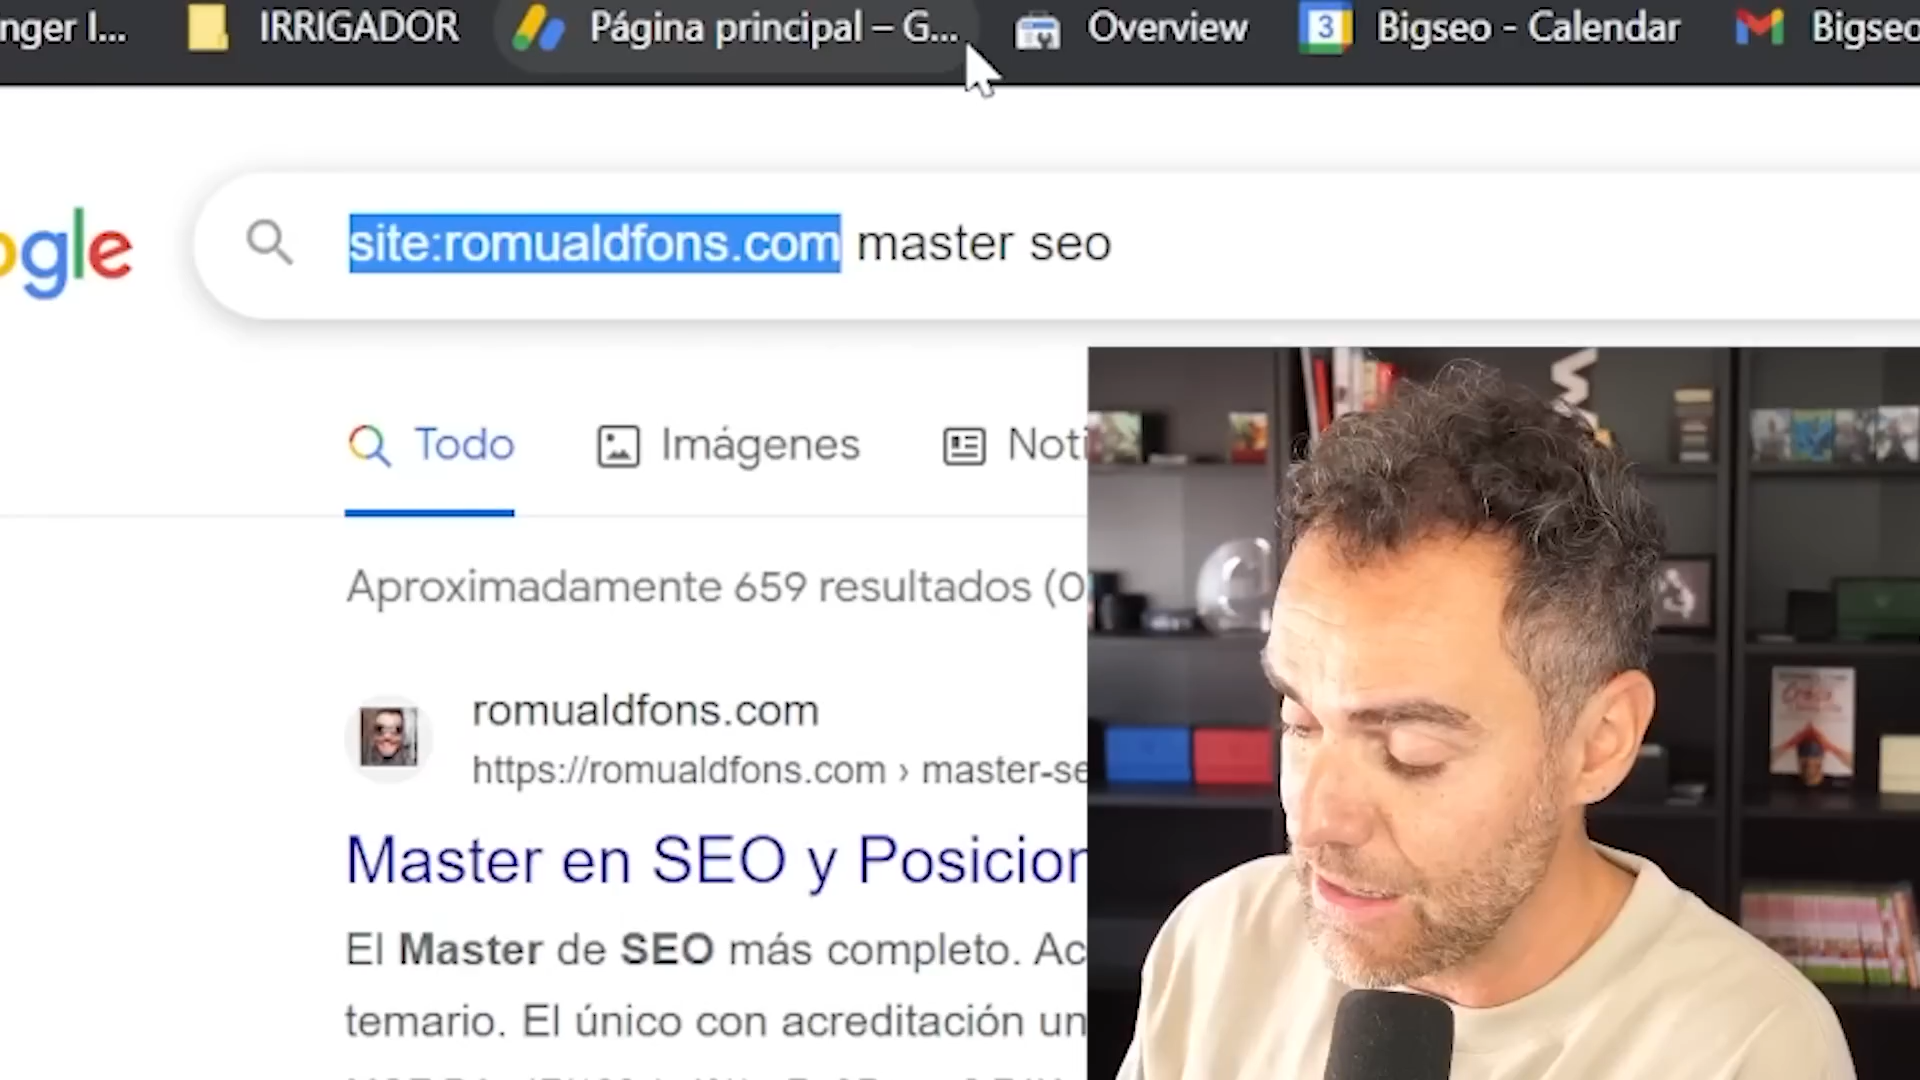 nger l...
IRRIGADOR
Página principal – G...
Overview
3
Bigseo - Calendar
Bigseo
ogle
site:romualdfons.com master seo
Todo
Imágenes
Noti
Aproximadamente 659 resultados (0
romualdfons.com
https://romualdfons.com › master-se
Master en SEO y Posicion
El Master de SEO más completo. Ac
temario. El único con acreditación un